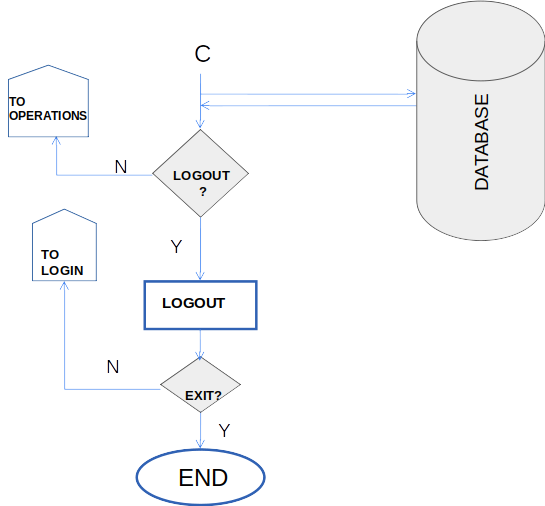 C
TO
OPERATIONS
DATABASE
N
LOGOUT
?
Y
TO
LOGIN
LOGOUT
N
EXIT?
Y
END